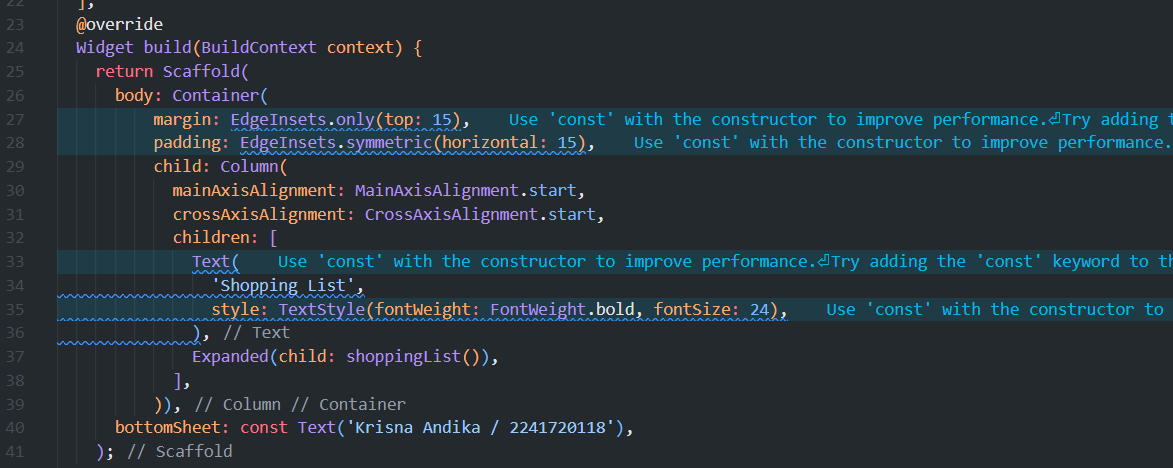 22 ],
23 @override
24 Widget build(BuildContext context) {
25 return Scaffold(
26 body: Container(
27 margin: EdgeInsets.only(top: 15), Use 'const' with the constructor to improve performance.⏎Try adding
28 padding: EdgeInsets.symmetric(horizontal: 15), Use 'const' with the constructor to improve performance.
29 child: Column(
30 mainAxisAlignment: MainAxisAlignment.start,
31 crossAxisAlignment: CrossAxisAlignment.start,
32 children: [
33 Text( Use 'const' with the constructor to improve performance.⏎Try adding the 'const' keyword to th
34 'Shopping List',
35 style: TextStyle(fontWeight: FontWeight.bold, fontSize: 24), Use 'const' with the constructor to
36 ), // Text
37 Expanded(child: shoppingList()),
38 ],
39 )), // Column // Container
40 bottomSheet: const Text('Krisna Andika / 2241720118'),
41 ); // Scaffold